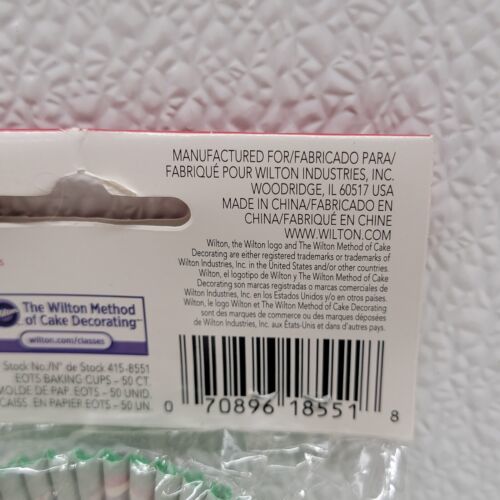 MANUFACTURED FOR/FABRICADO PARA/
FABRIQUÉ POUR WILTON INDUSTRIES, INC.
WOODRIDGE, IL 60517 USA
MADE IN CHINA/FABRICADO EN
CHINA/FABRIQUÉ EN CHINE
WWW.WILTON.COM
Wilton, the Wilton logo and The Wilton Method of Cake
Decorating are either registered trademarks or trademarks of
Wilton Industries, Inc. in the United States and/or other countries.
Wilton, el logotipo de Wilton y The Wilton Method of Cake
Decorating son marcas registradas o marcas comerciales de
Wilton Industries, Inc. en los Estados Unidos y/o en otros países.
Wilton, le logo Wilton et The Wilton Method of Cake Decorating
sont des marques de commerce ou des marques déposées
de Wilton Industries, Inc. aux États-Unis et dans d'autres pays.
The Wilton Method
of Cake Decorating™
wilton.com/classes
Stock No./N° de Stock 415-8551
EOTS BAKING CUPS – 50 CT.
MOLDE DE PAP. EOTS – 50 UNID.
CAISS. EN PAPIER EOTS – 50 UN.
0 70896 18551 8